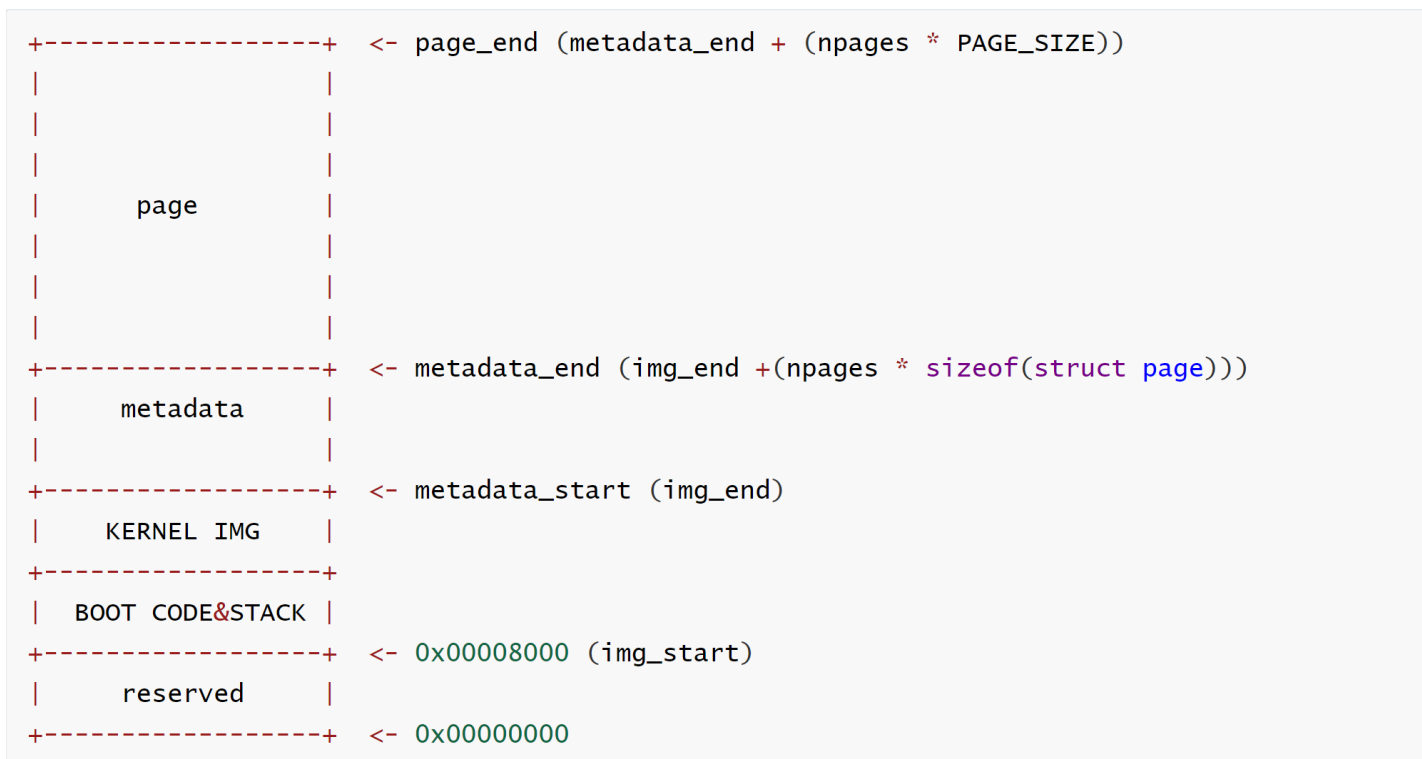 +------------------+  <- page_end (metadata_end + (npages * PAGE_SIZE))
|                  |
|                  |
|                  |
|      page        |
|                  |
|                  |
|                  |
+------------------+  <- metadata_end (img_end +(npages * sizeof(struct page)))
|     metadata     |
|                  |
+------------------+  <- metadata_start (img_end)
|    KERNEL IMG    |
+------------------+
|  BOOT CODE&STACK |
+------------------+  <- 0x00008000 (img_start)
|     reserved     |
+------------------+  <- 0x00000000